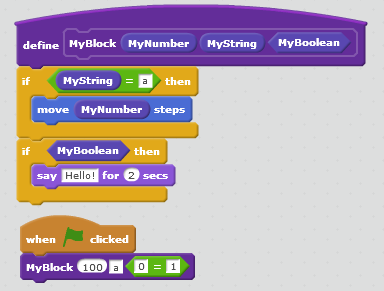 define MyBlock MyNumber MyString MyBoolean
if MyString = a then
move MyNumber steps
if MyBoolean then
say Hello! for 2 secs
when clicked
MyBlock 100 a 0 = 1